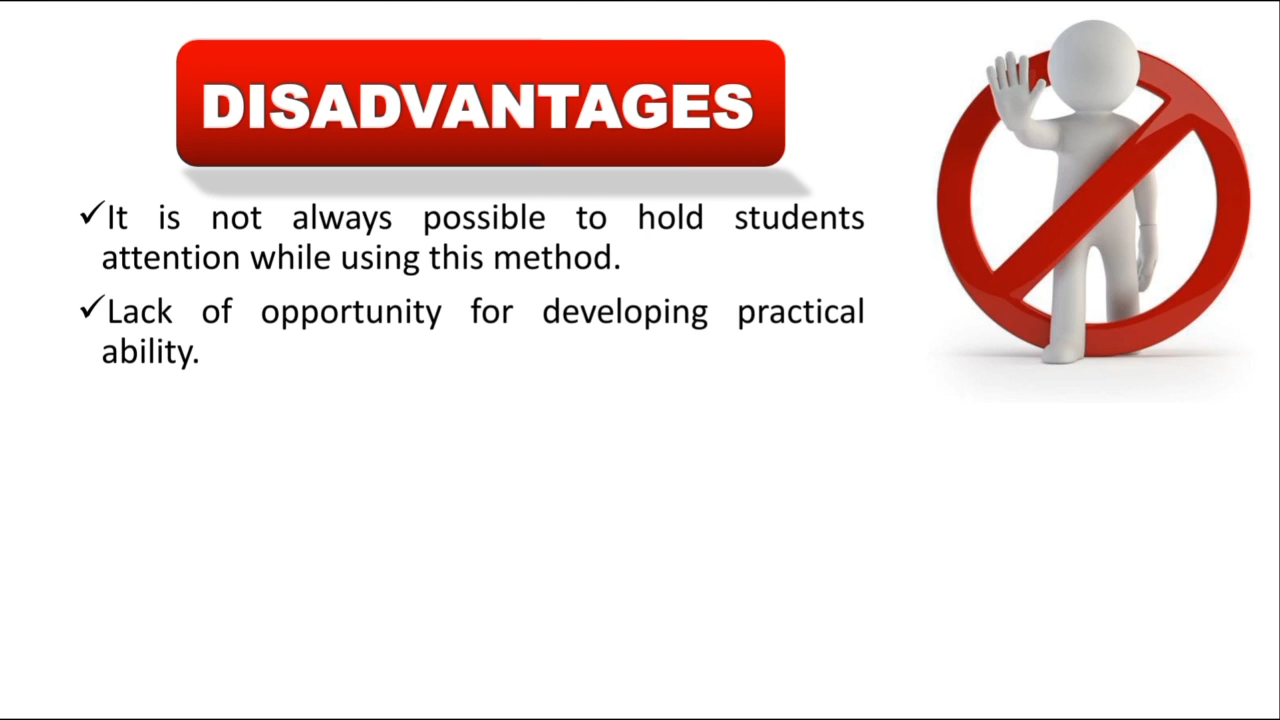 DISADVANTAGES
✓It is not always possible to hold students
attention while using this method.
✓Lack of opportunity for developing practical
ability.